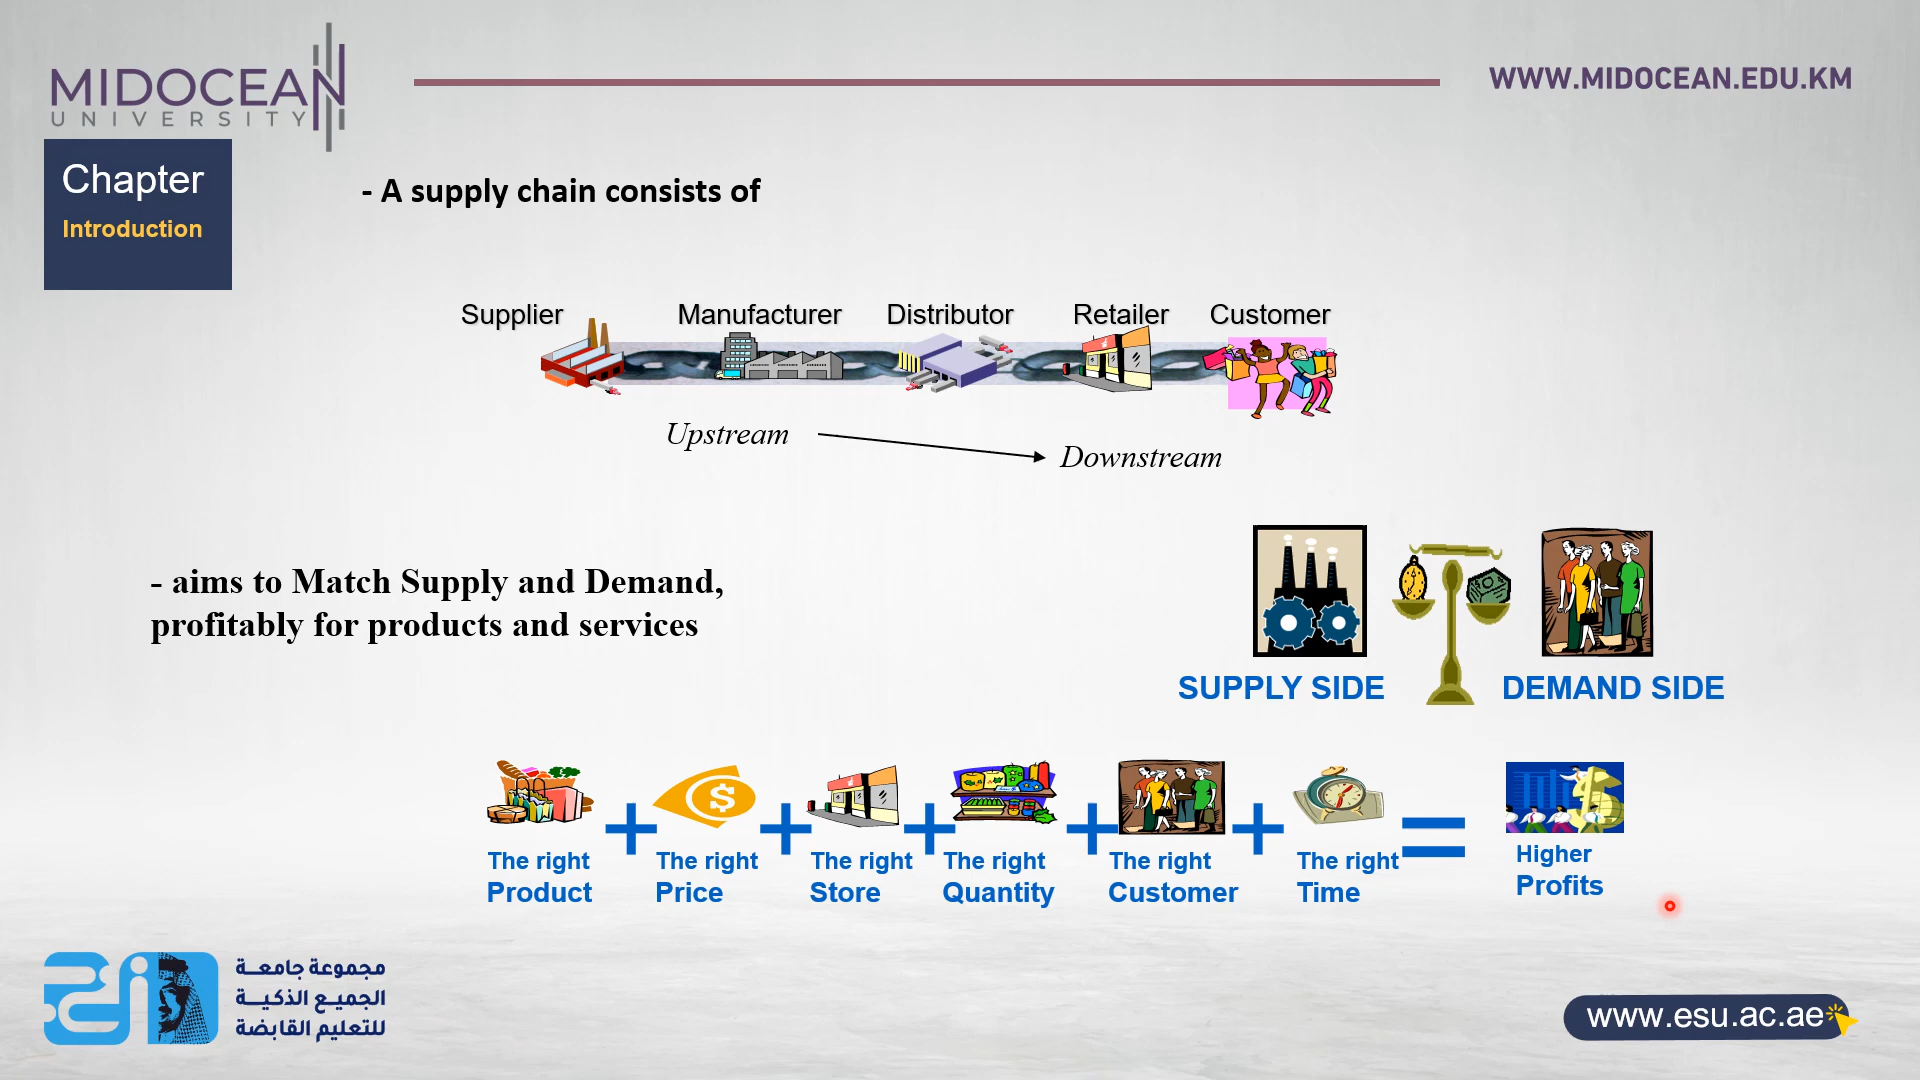 MIDOCEAN
UNIVERSITY
WWW.MIDOCEAN.EDU.KM
Chapter
Introduction
- A supply chain consists of
Supplier Manufacturer Distributor Retailer Customer
Upstream
Downstream
- aims to Match Supply and Demand,
profitably for products and services
SUPPLY SIDE DEMAND SIDE
+ + + + + =
The right The right The right The right The right The right Higher
Product Price Store Quantity Customer Time Profits
مجموعة جامعة
الجميع الذكية
للتعليم القابضة
www.esu.ac.ae